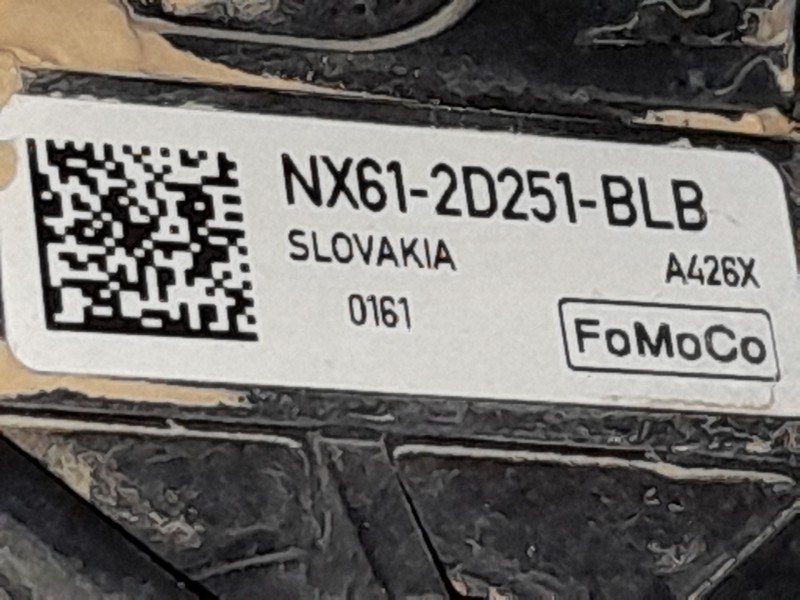 NX61-2D251-BLB
SLOVAKIA
A426X
0161
FoMoCo